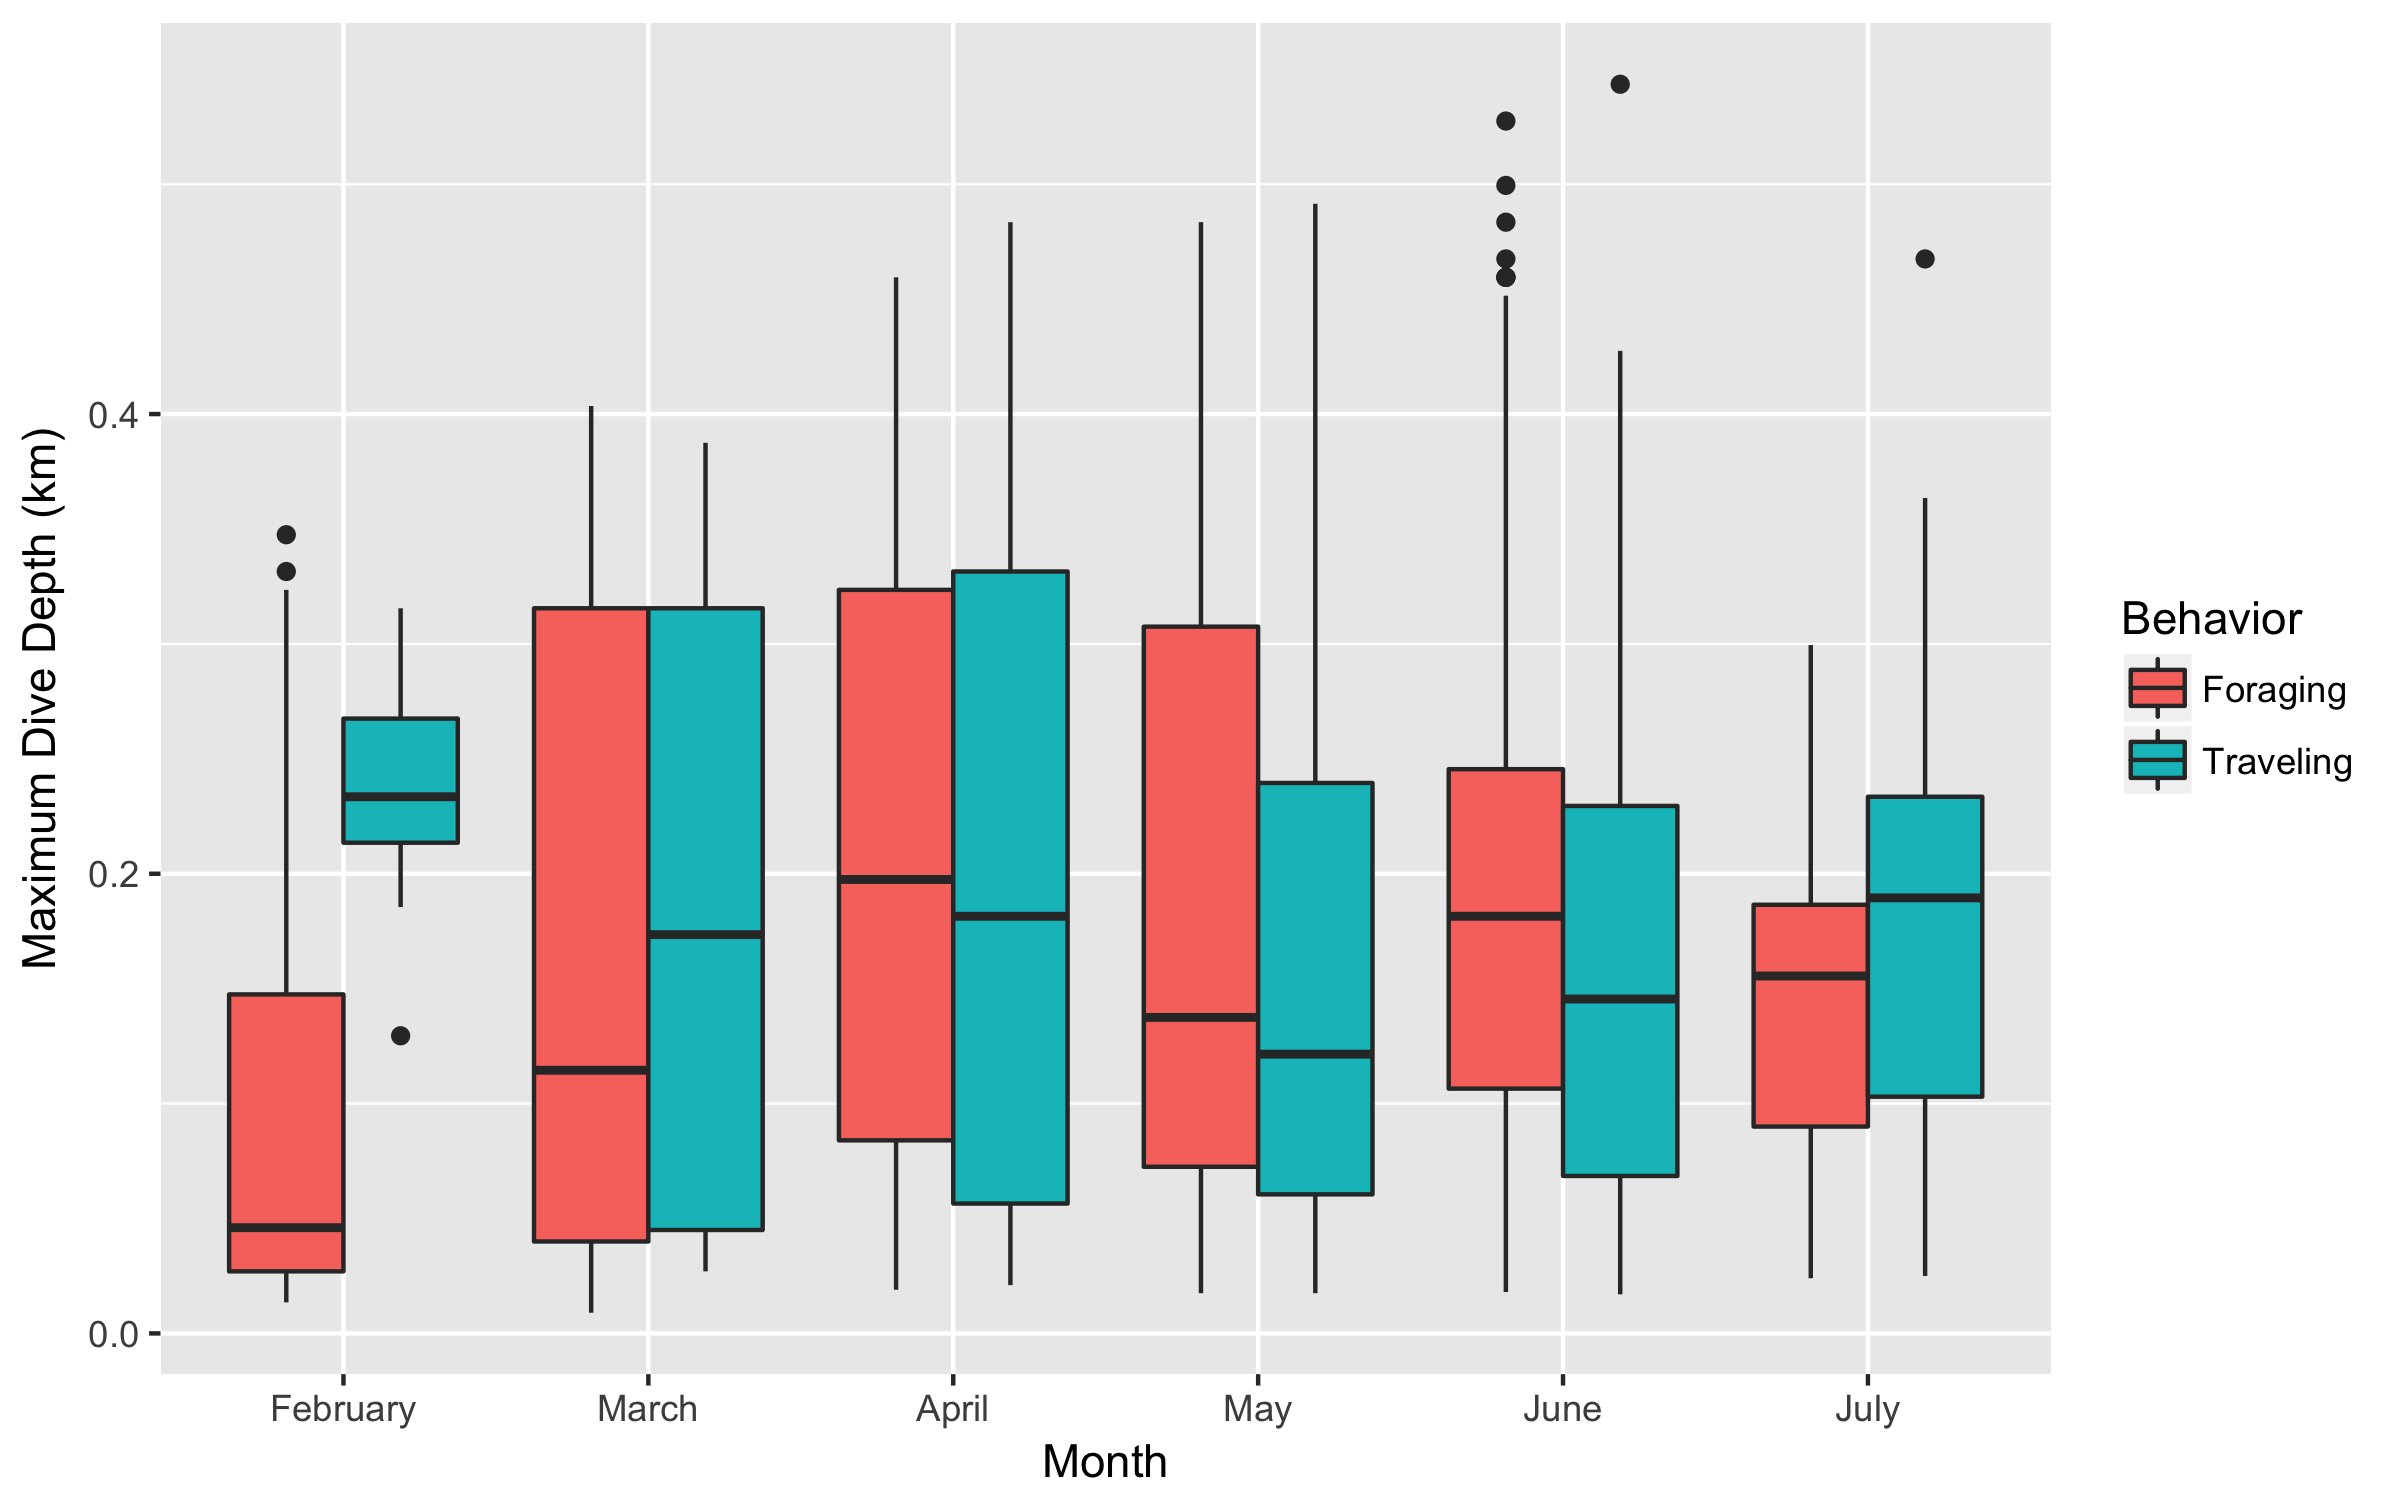 Maximum Dive Depth (km)
0.4
0.2
0.0
February March April May June July
Month
Behavior
Foraging
Traveling